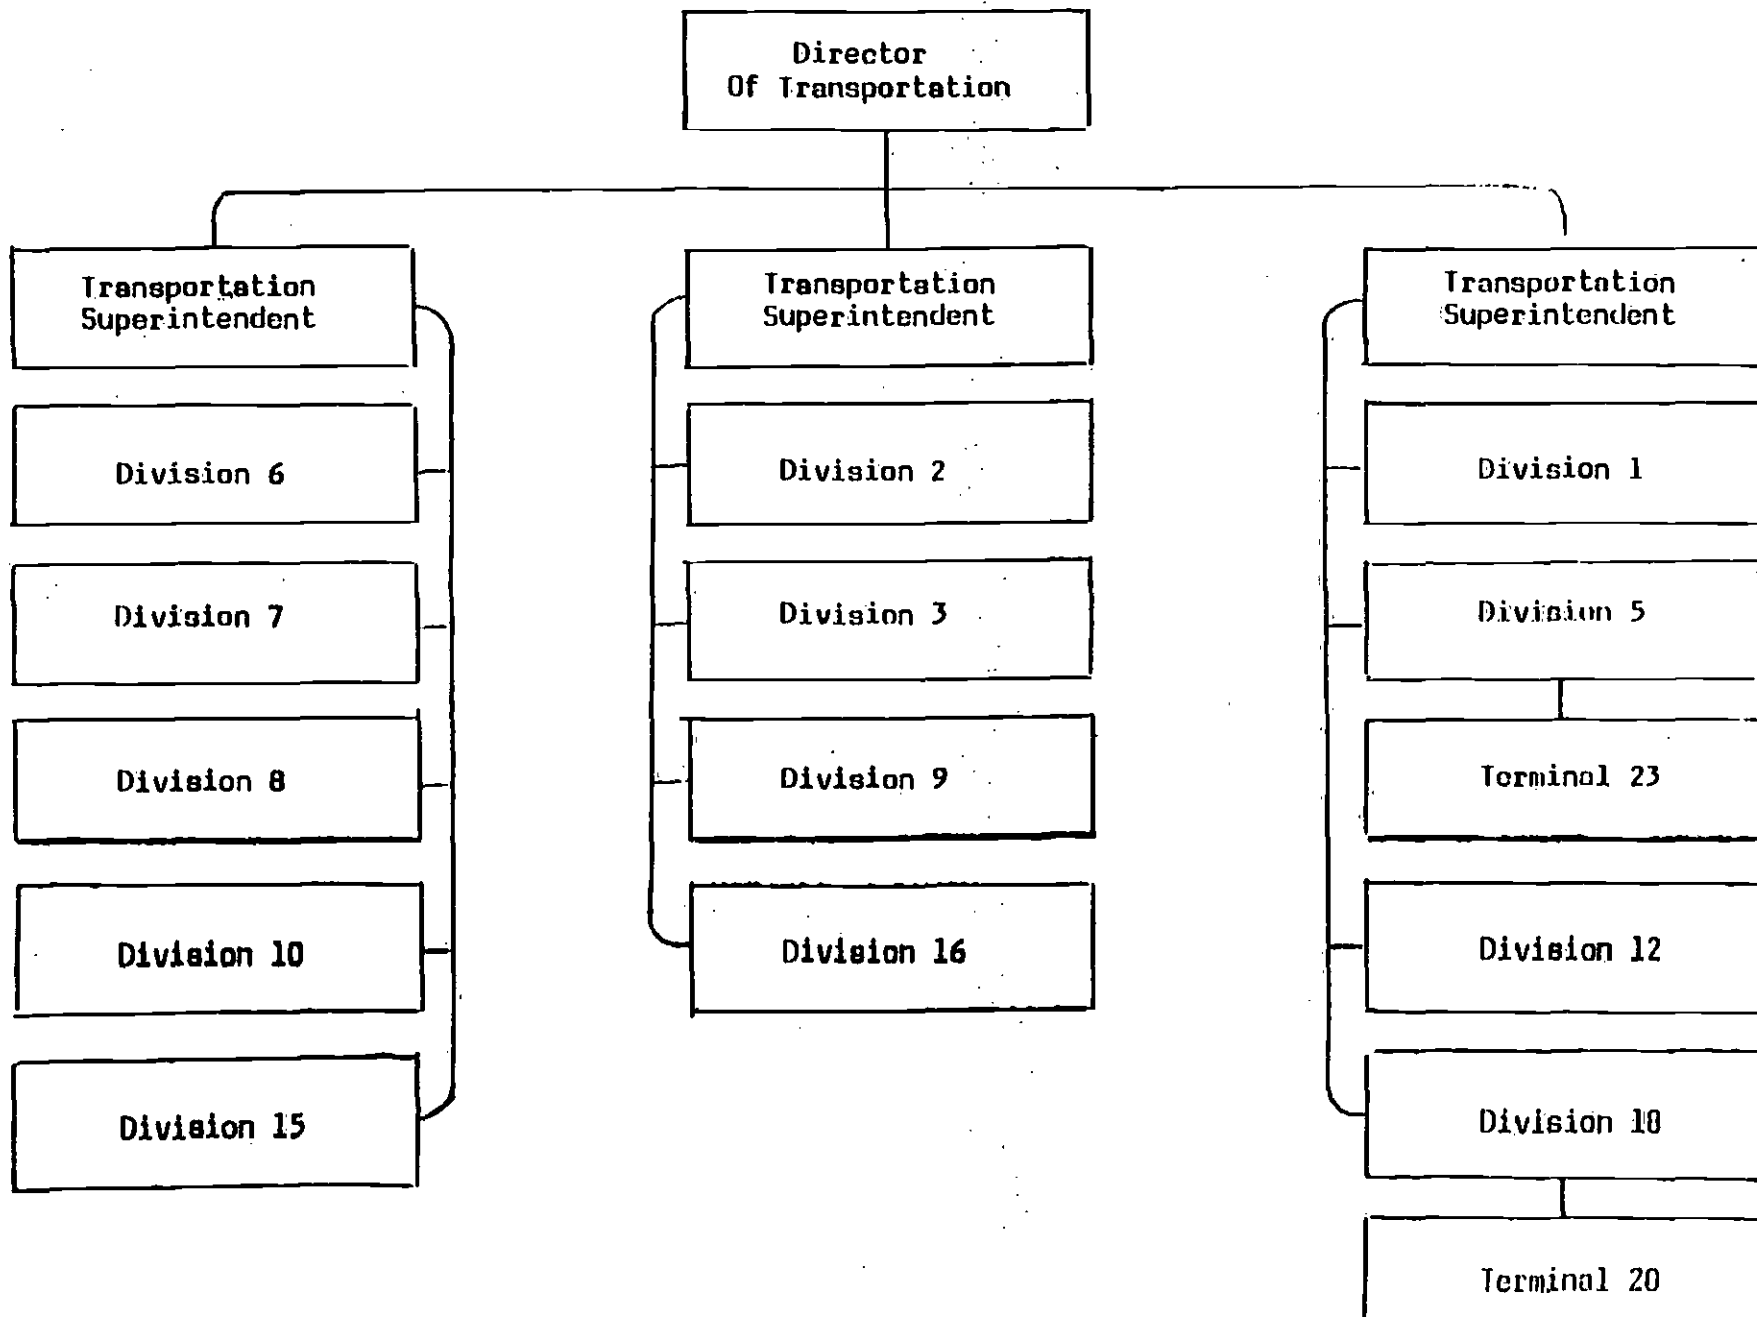 Director
Of Transportation
Transportation
Superintendent
Division 6
Division 7
Division 8
Division 10
Division 15
Transportation
Superintendent
Division 2
Division 3
Division 9
Division 16
Transportation
Superintendent
Division 1
Division 5
Terminal 23
Division 12
Division 18
Terminal 20